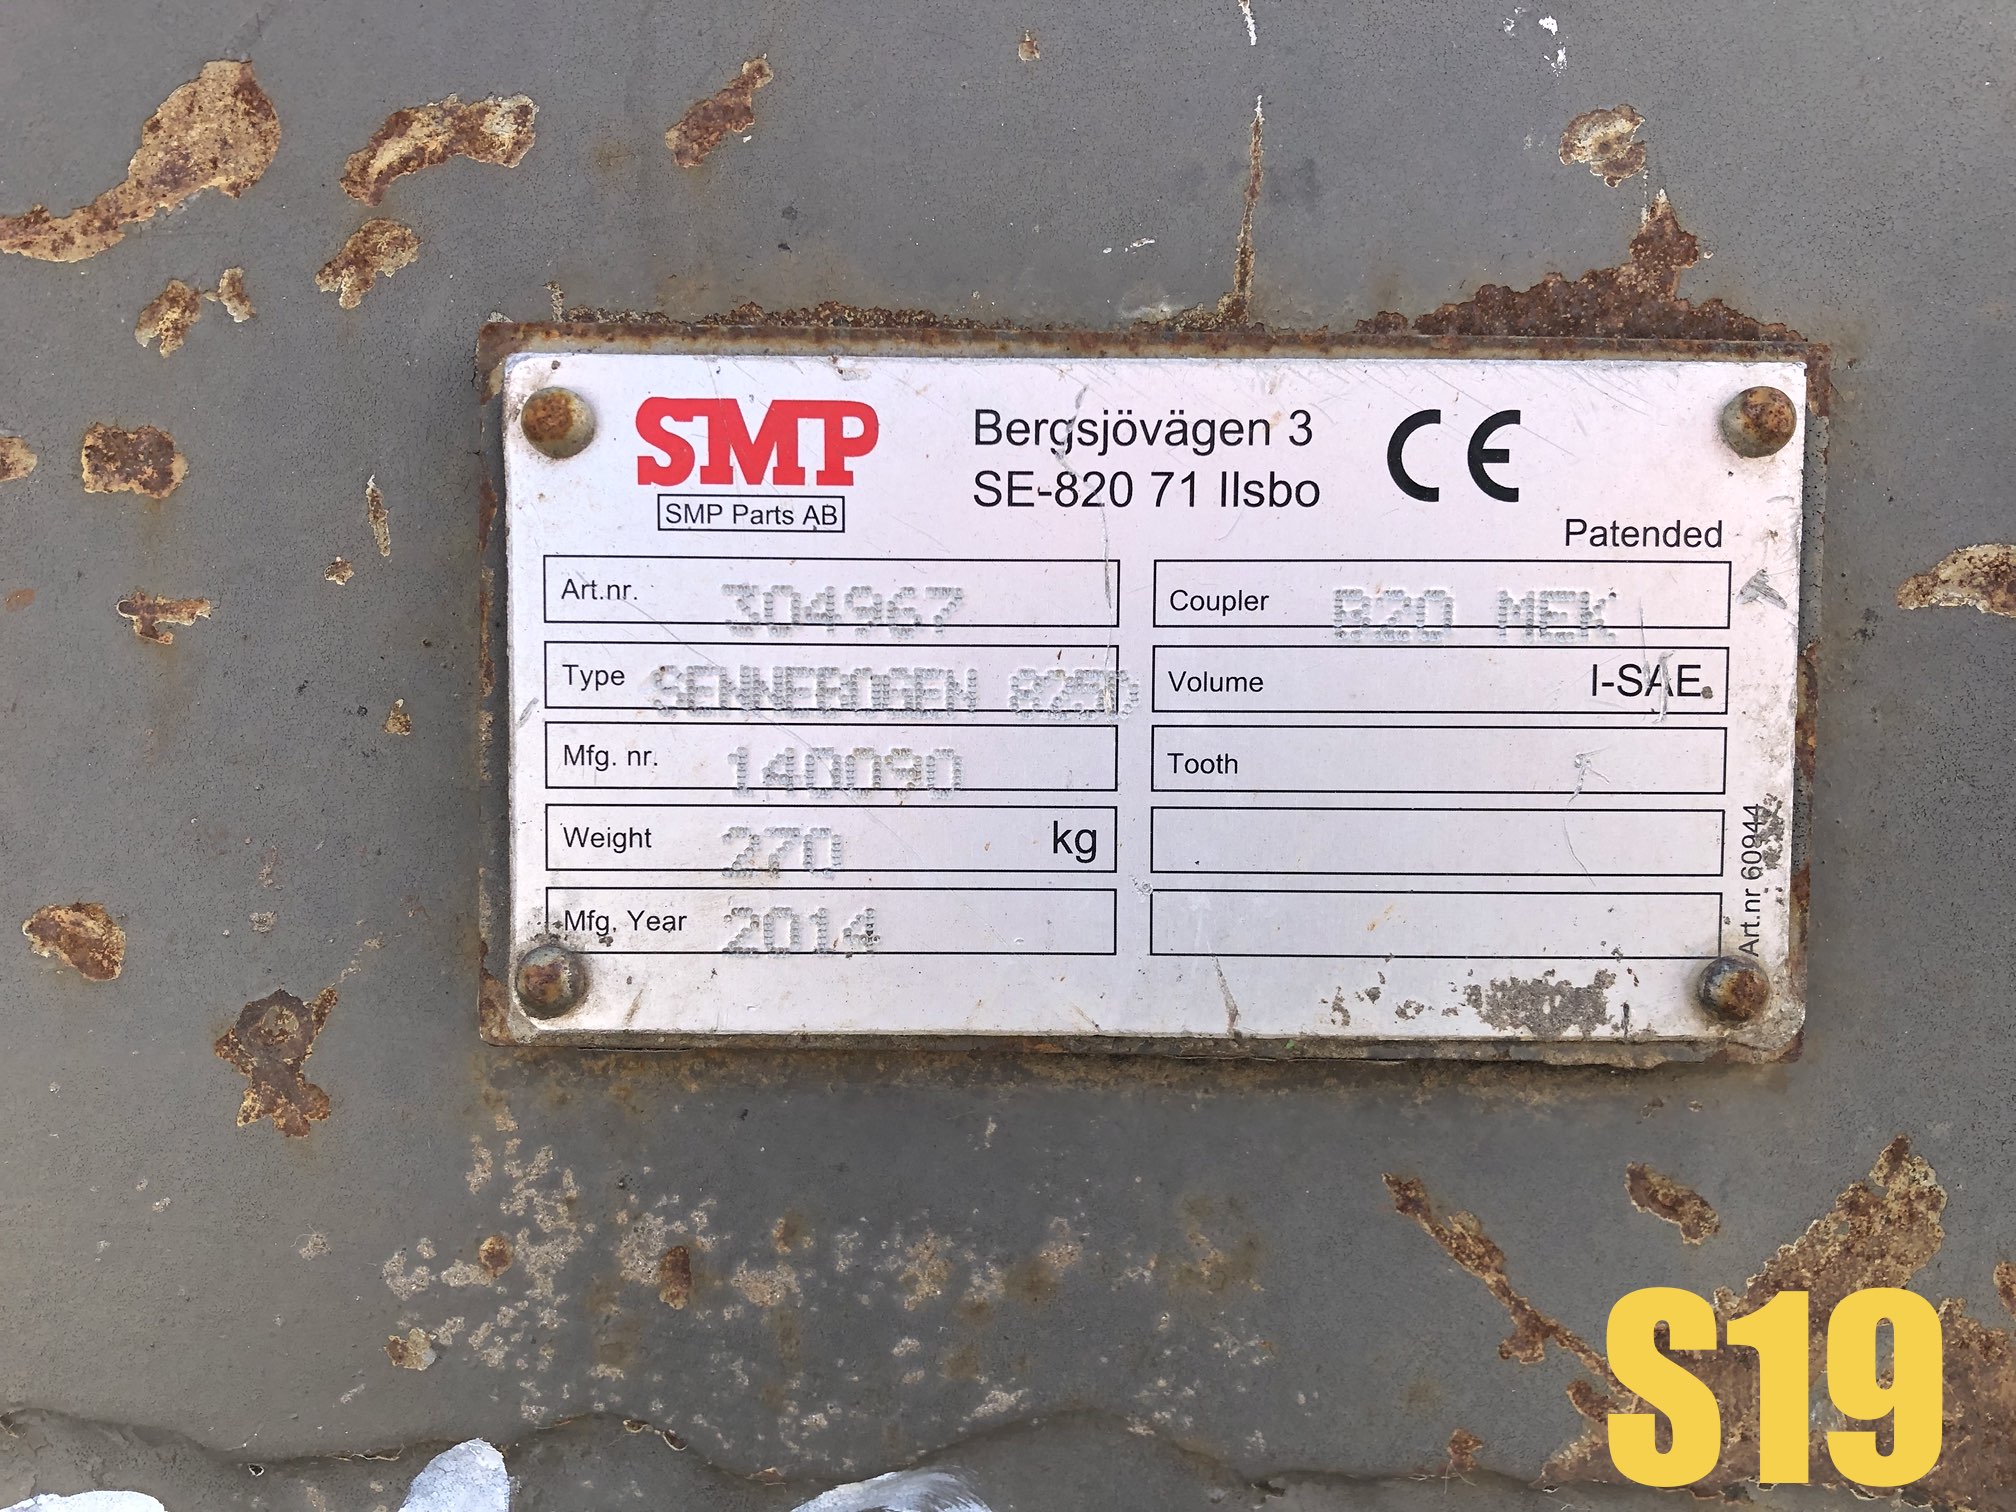 SMP
SMP Parts AB
Bergsjövägen 3
SE-820 71 Ilsbo
CE
Patended
Art.nr. 304967
Type SENNEBOGEN 825D
Mfg. nr. 140090
Weight 270 kg
Mfg. Year 2014
Coupler B20 MEK
Volume I-SAE
Tooth
Art.nr 60944
S19